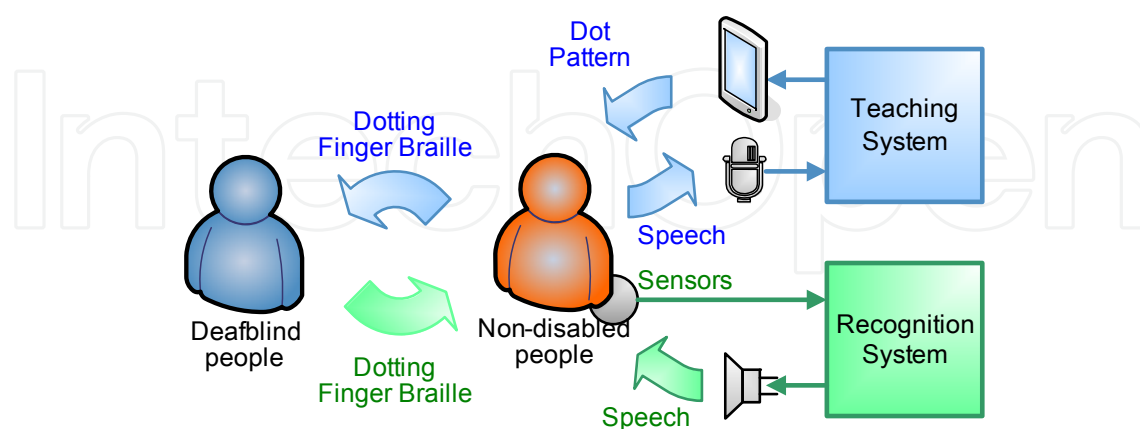 Dot
Pattern
Teaching
System
Dotting
Finger Braille
Speech
Sensors
Deafblind
people
Non-disabled
people
Recognition
System
Dotting
Finger Braille
Speech
IntechOpen